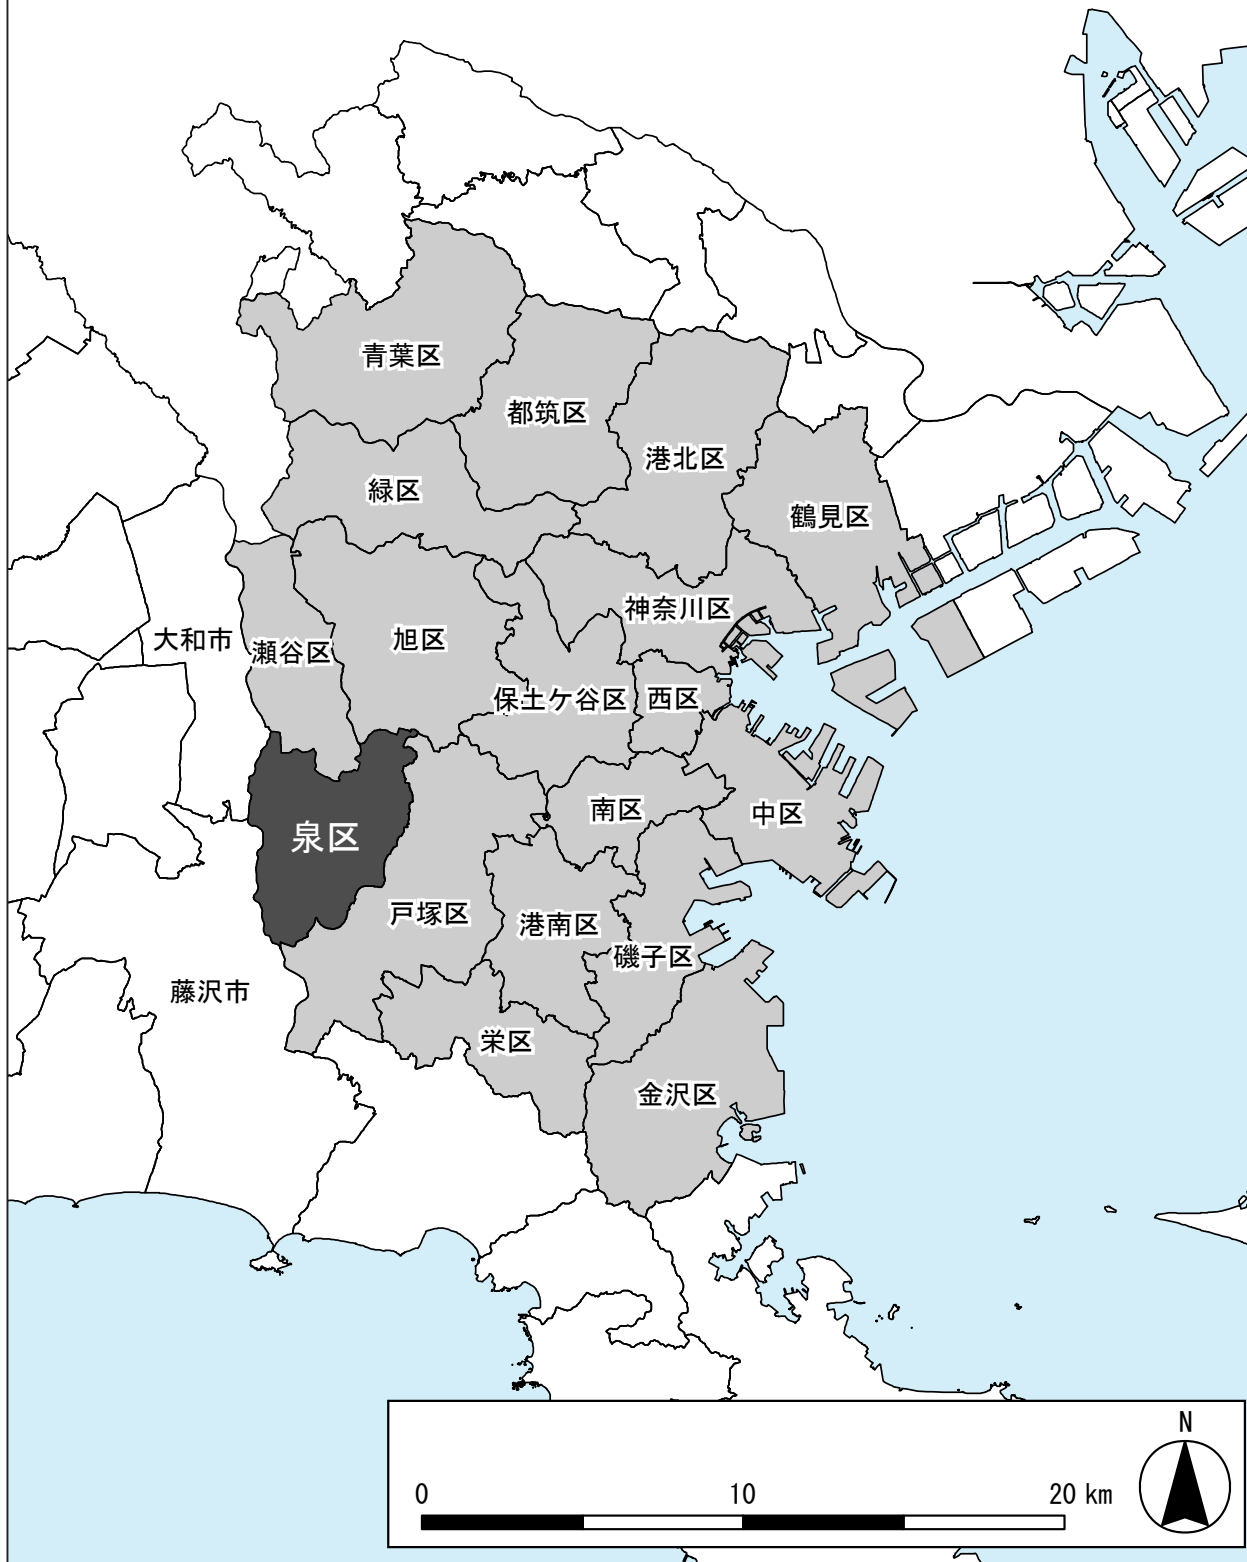 青葉区
都筑区
港北区
緑区
鶴見区
神奈川区
大和市
瀬谷区
旭区
保土ケ谷区
西区
南区
中区
泉区
戸塚区
港南区
磯子区
藤沢市
栄区
金沢区
N
0 10 20 km